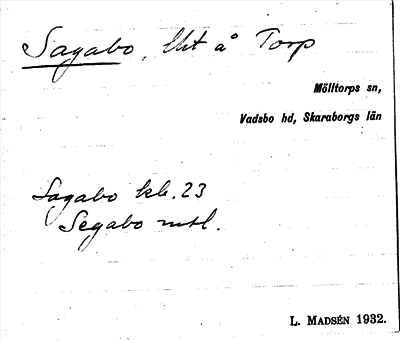 Sagabo, lht å Torp
Mölltorps sn,
Vadsbo hd, Skaraborgs län
Sagabo kb. 23
Segabo mtl.
L. MADSÉN 1932.